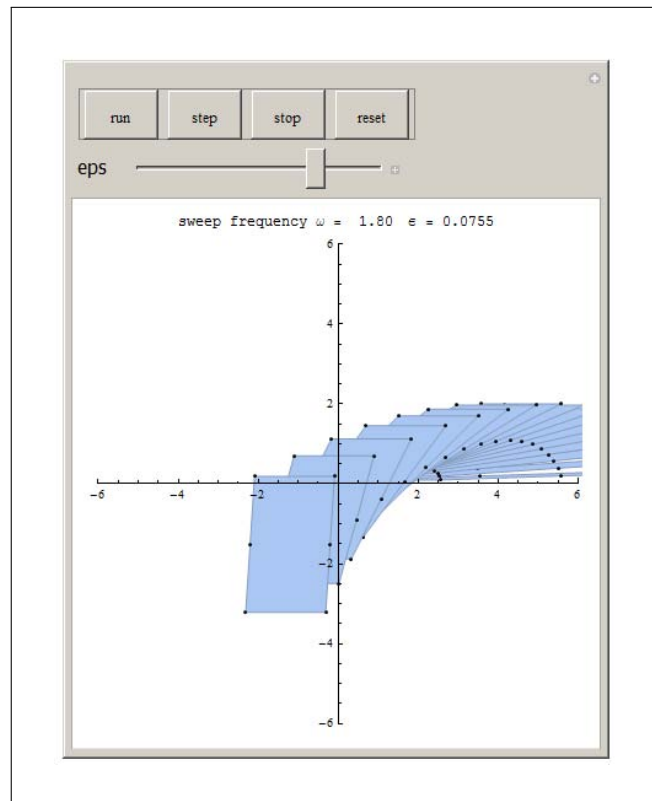 run step stop reset
eps
sweep frequency ω = 1.80 ϵ = 0.0755
6
4
2
-6 -4 -2 2 4 6
-2
-4
-6